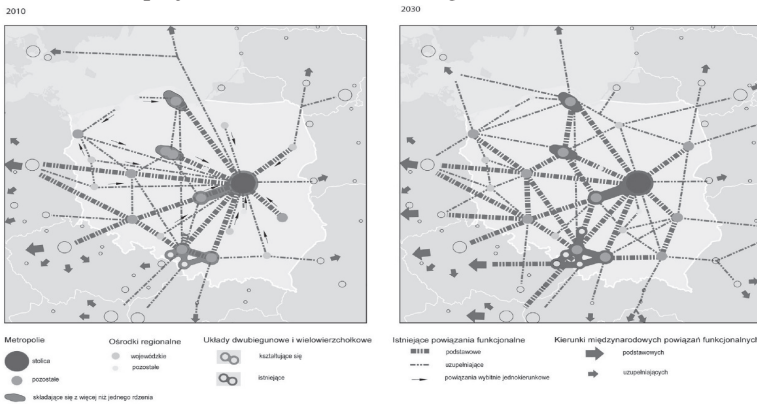 2010
2030
Metropolie
stolica
pozostałe
składające się z więcej niż jednego rdzenia
Ośrodki regionalne
wojewódzkie
pozostałe
Układy dwubiegunowe i wielowierzchołkowe
kształtujące się
istniejące
Istniejące powiązania funkcjonalne
podstawowe
uzupełniające
powiązania wybitnie jednokierunkowe
Kierunki międzynarodowych powiązań funkcjonalnych
podstawowych
uzupełniających